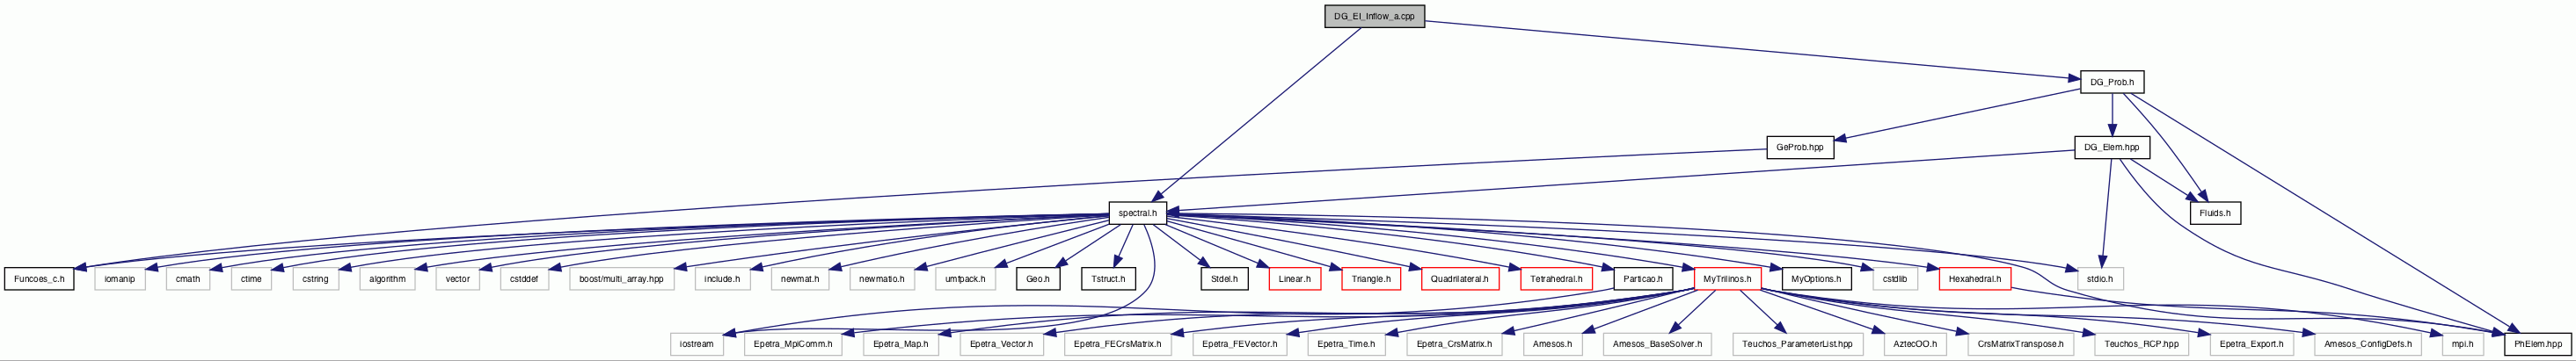 DG_EI_Inflow_a.cpp
DG_Prob.h
GeProb.hpp
DG_Elem.hpp
spectral.h
Fluids.h
Funcoes_c.h
iomanip
cmath
ctime
cstring
algorithm
vector
cstddef
boost/multi_array.hpp
include.h
newmat.h
newmatio.h
umfpack.h
Geo.h
Tstruct.h
Stdel.h
Linear.h
Triangle.h
Quadrilateral.h
Tetrahedral.h
Particao.h
MyTrilinos.h
MyOptions.h
cstdlib
Hexahedral.h
stdio.h
iostream
Epetra_MpiComm.h
Epetra_Map.h
Epetra_Vector.h
Epetra_FECrsMatrix.h
Epetra_FEVector.h
Epetra_Time.h
Epetra_CrsMatrix.h
Amesos.h
Amesos_BaseSolver.h
Teuchos_ParameterList.hpp
AztecOO.h
CrsMatrixTranspose.h
Teuchos_RCP.hpp
Epetra_Export.h
Amesos_ConfigDefs.h
mpi.h
PhElem.hpp